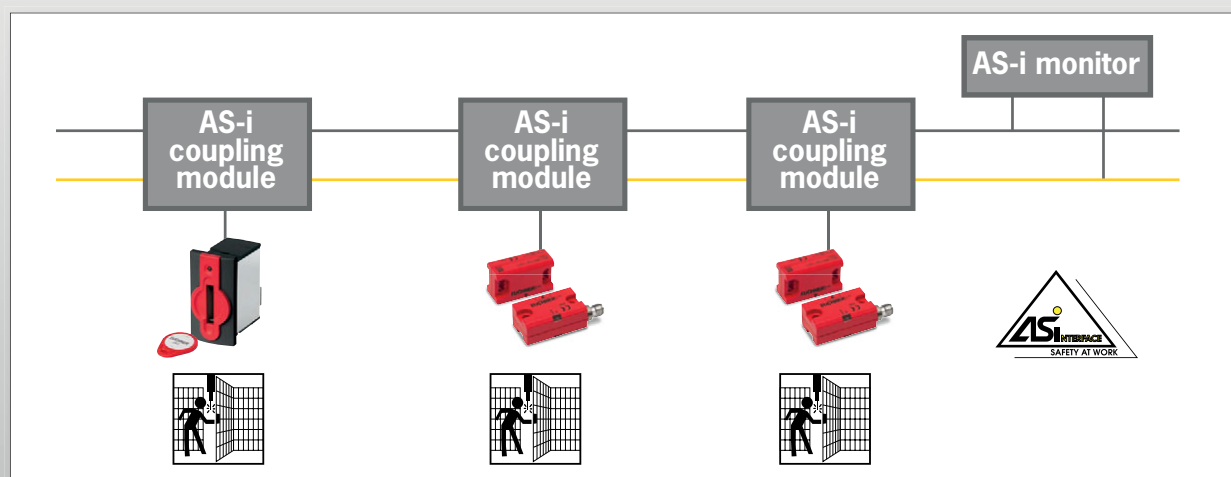 AS-i monitor
AS-i
coupling
module
AS-i
coupling
module
AS-i
coupling
module
ASi INTERFACE
SAFETY AT WORK